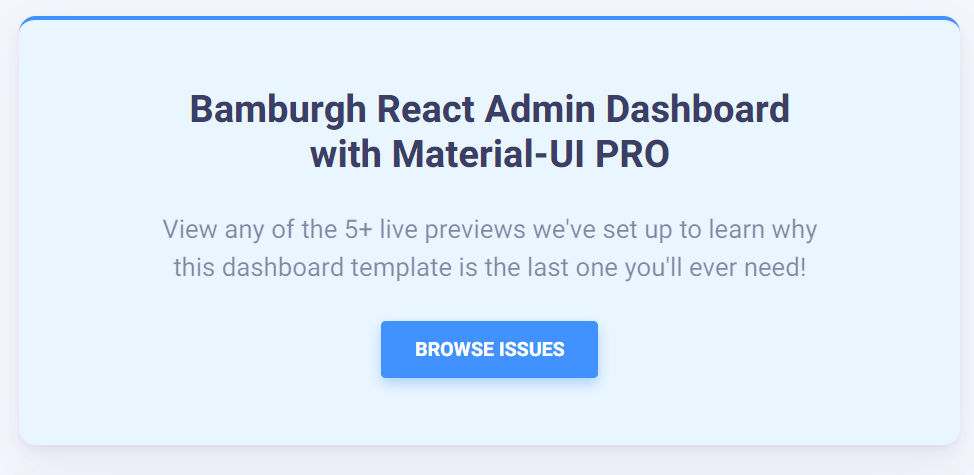 Bamburgh React Admin Dashboard
with Material-UI PRO
View any of the 5+ live previews we've set up to learn why
this dashboard template is the last one you'll ever need!
BROWSE ISSUES